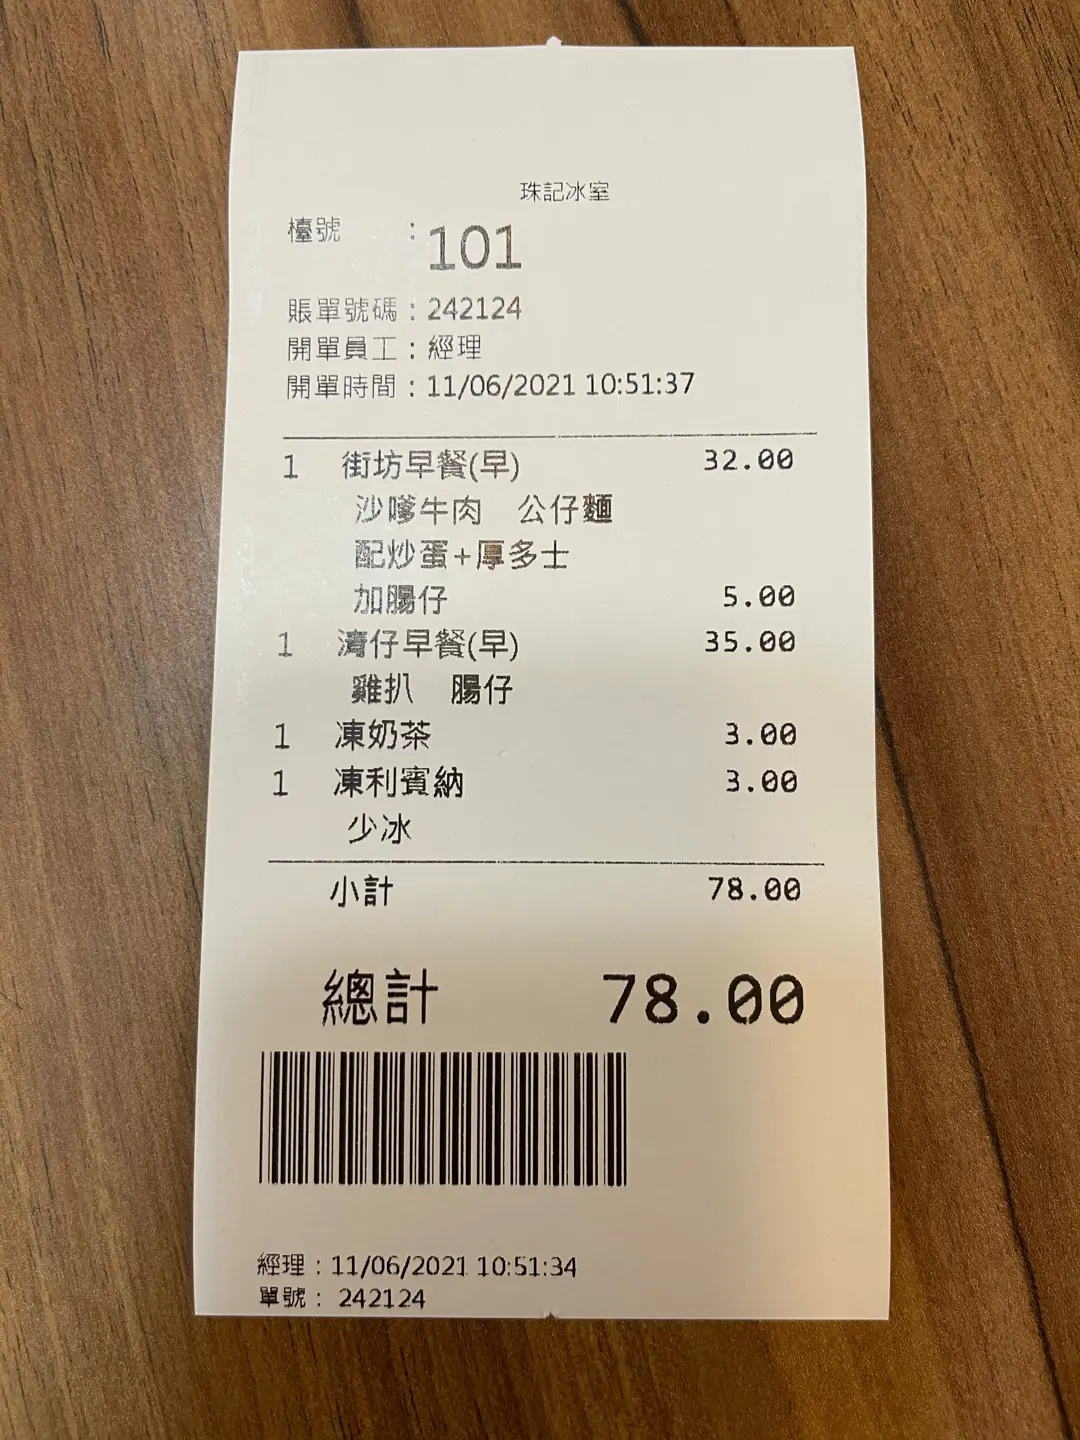 珠記冰室
檯號 : 101
賬單號碼 : 242124
開單員工 : 經理
開單時間 : 11/06/2021 10:51:37
1 街坊早餐(早) 32.00
沙嗲牛肉 公仔麵
配炒蛋+厚多士
加腸仔 5.00
1 清仔早餐(早) 35.00
雞扒 腸仔
1 凍奶茶 3.00
1 凍利賓納 3.00
少冰
小計 78.00
總計 78.00
經理 : 11/06/2021 10:51:34
單號 : 242124